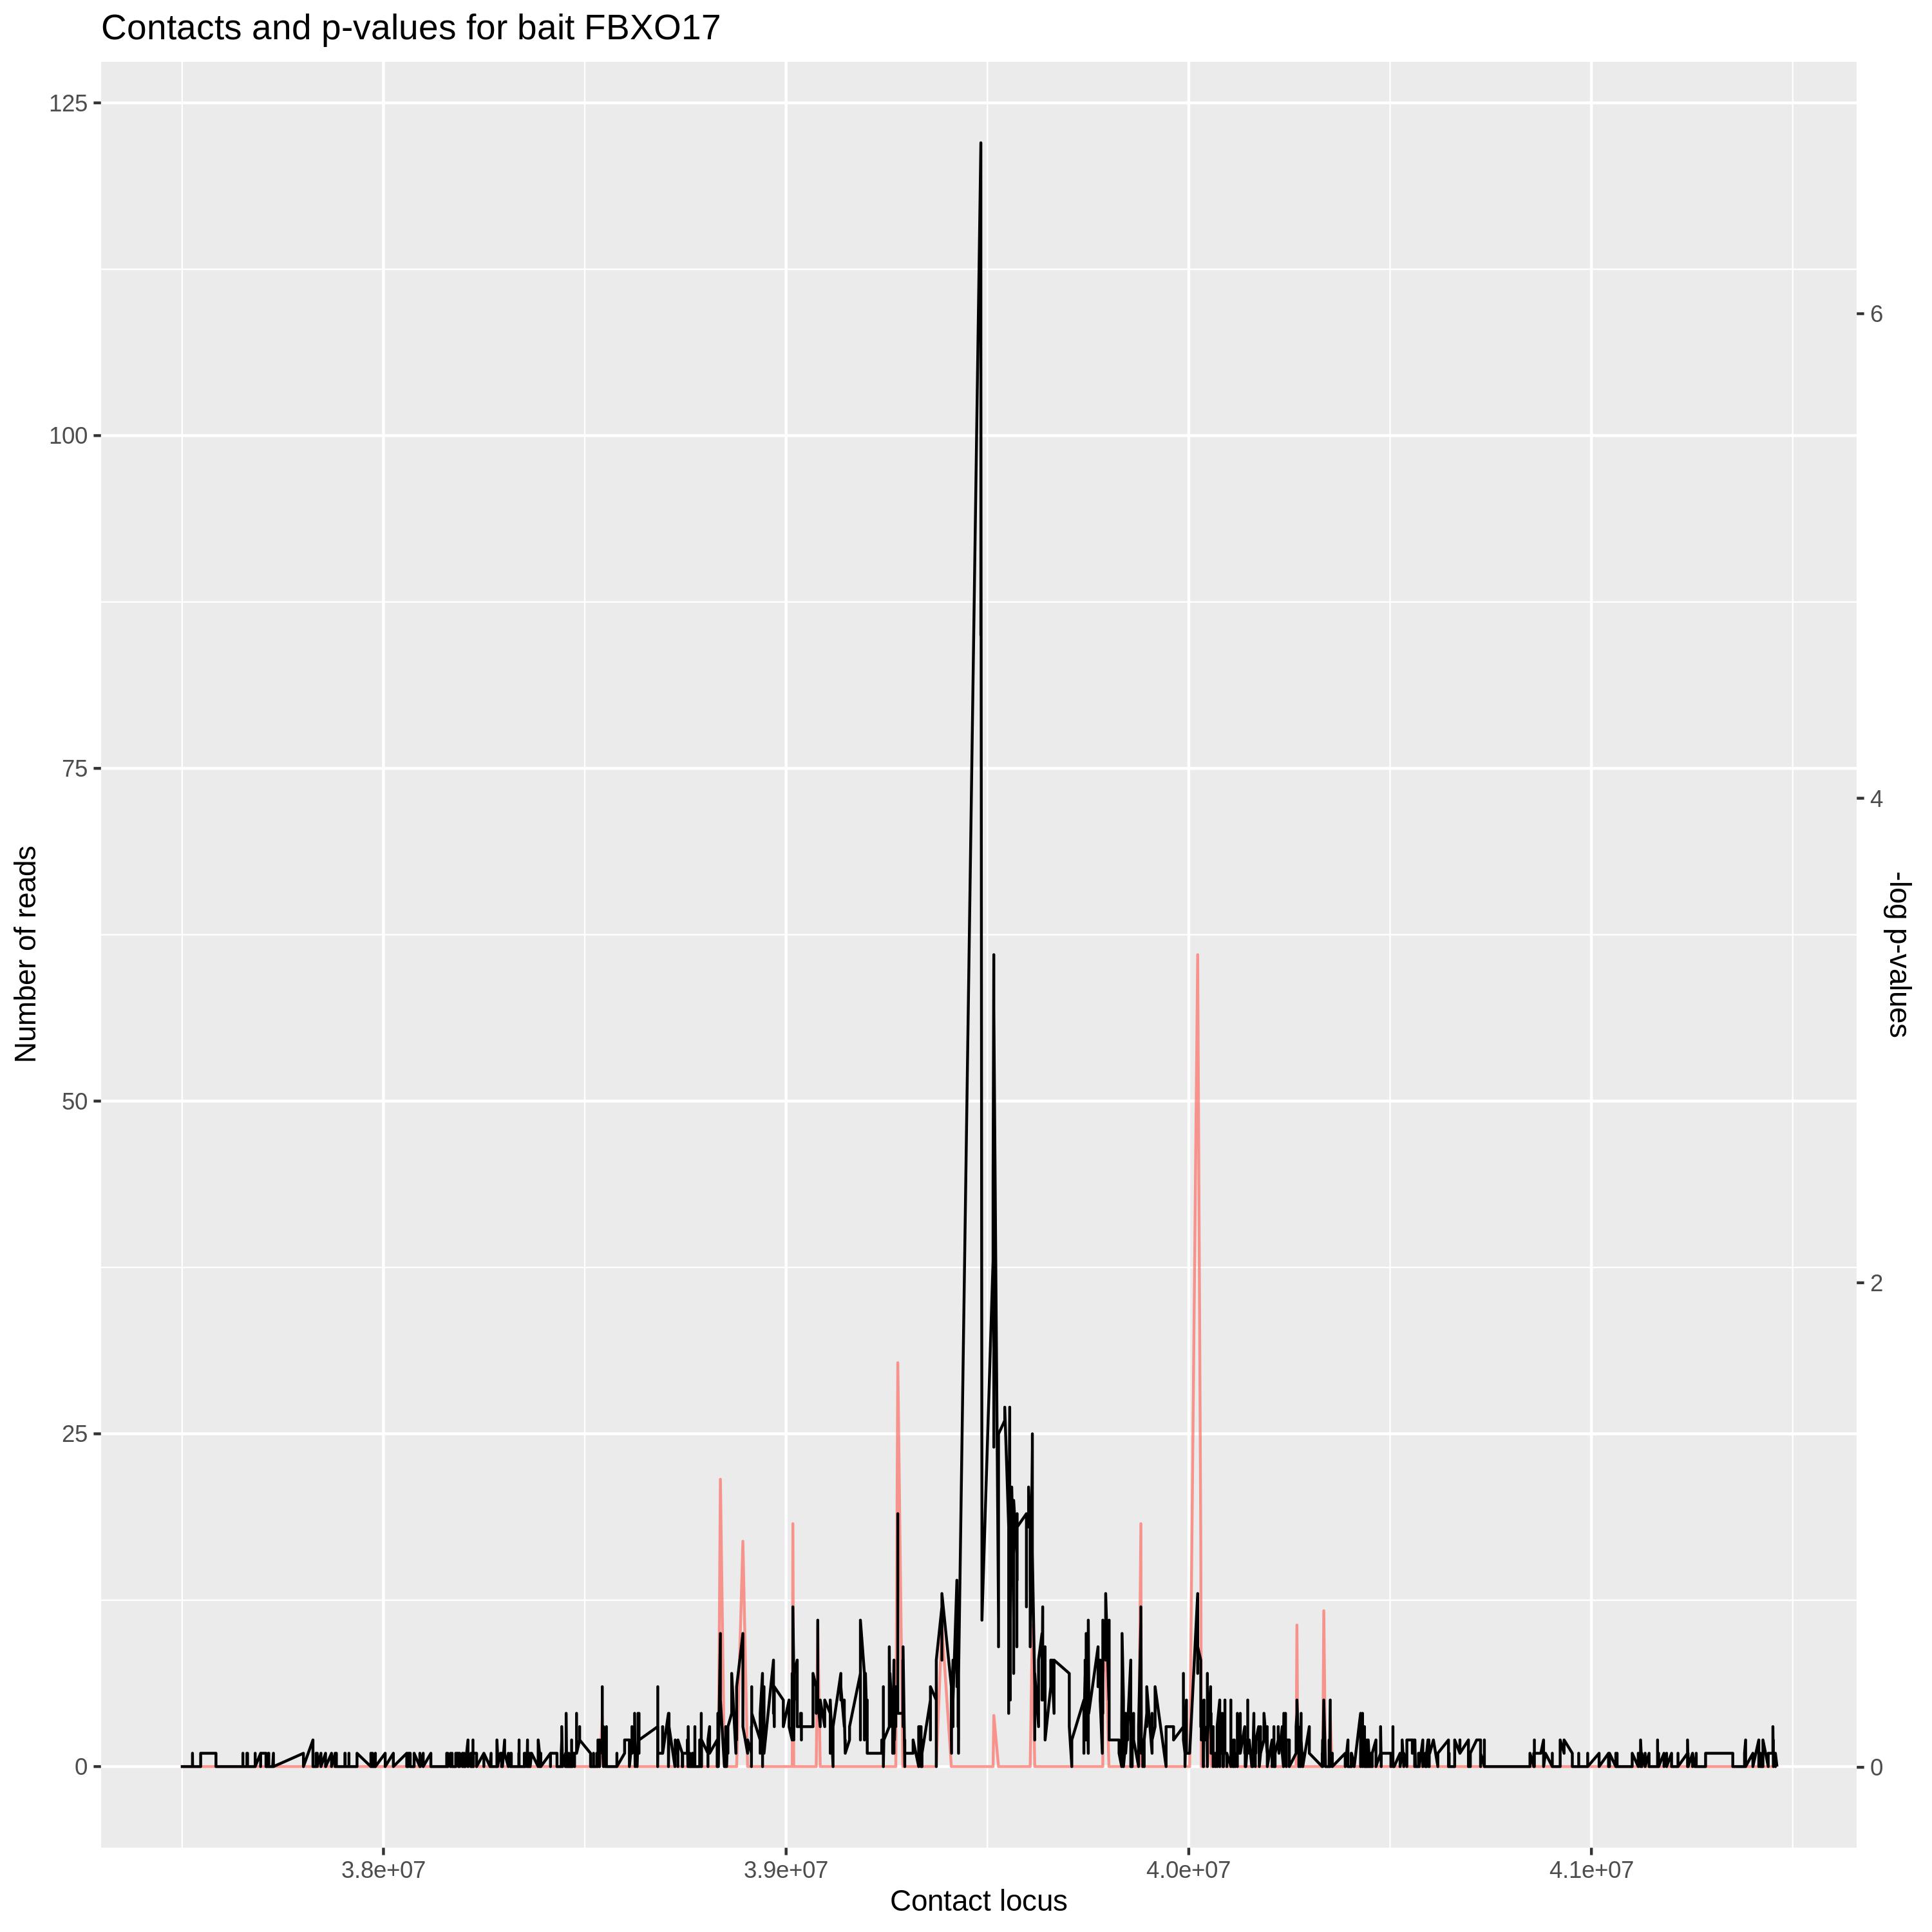 Contacts and p-values for bait FBXO17
125
100
75
50
25
0
Number of reads
6
4
2
0
-log p-values
3.8e+07
3.9e+07
4.0e+07
4.1e+07
Contact locus